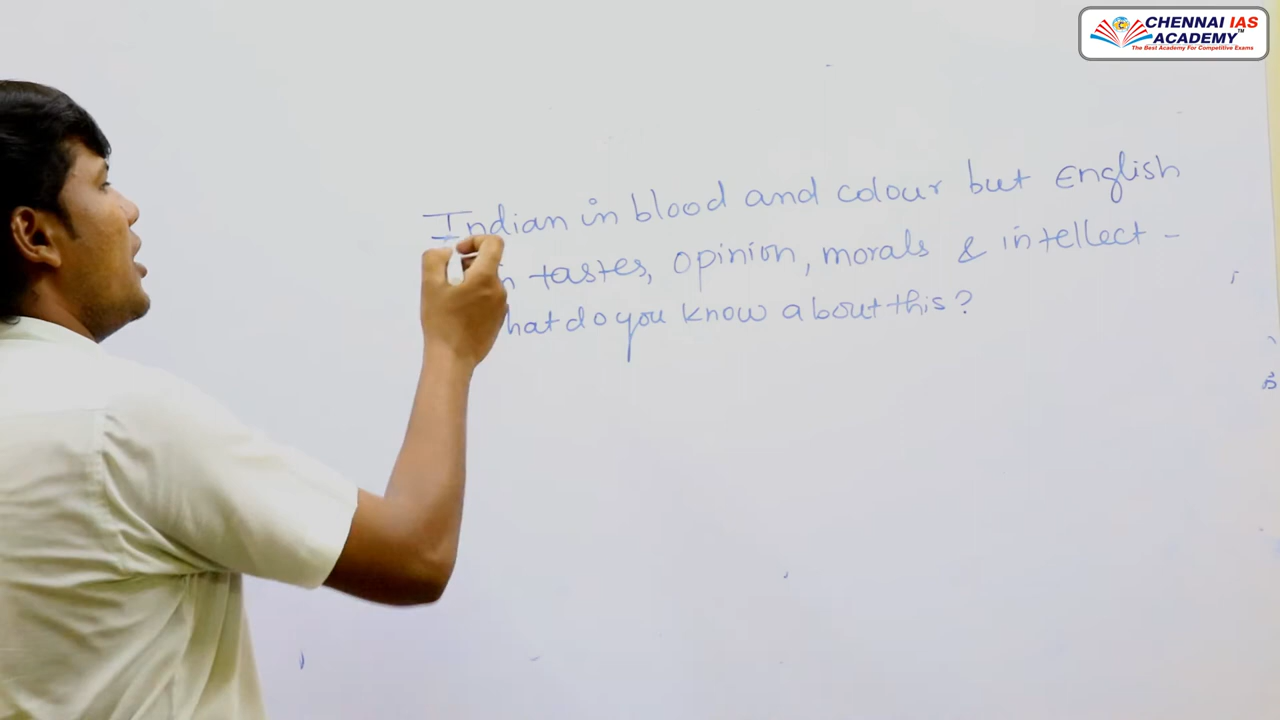 CHENNAI IAS
ACADEMY™
The Best Academy For Competitive Exams
Indian in blood and colour but English
tastes, opinion, morals & intellect -
do you know about this?